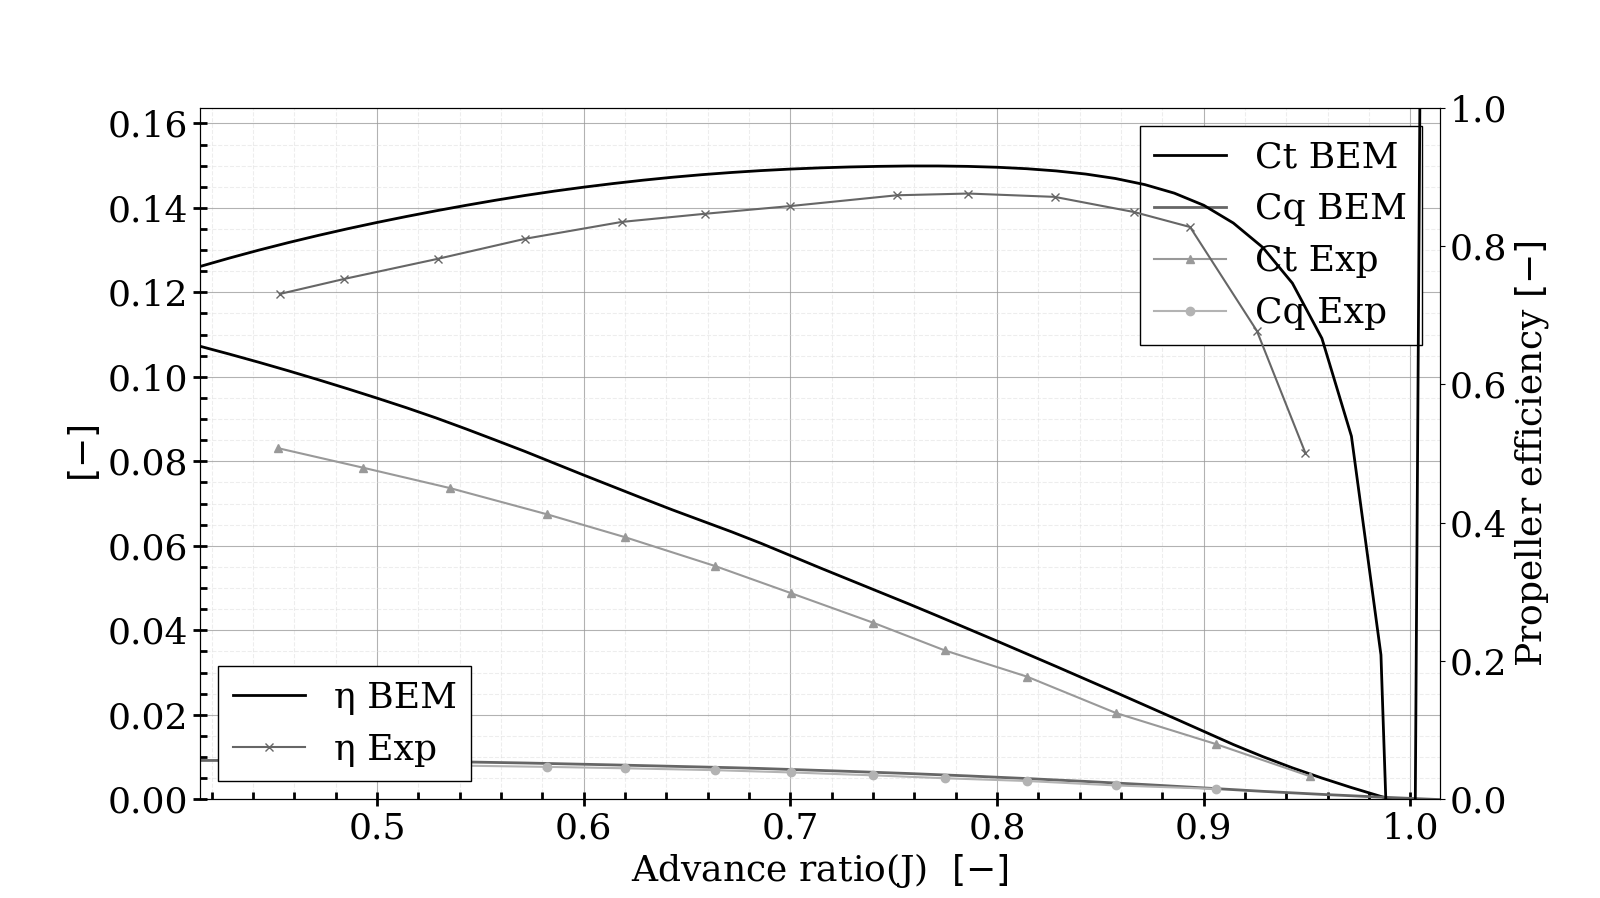 0.16
0.14
0.12
0.10
0.08
0.06
0.04
0.02
0.00
[−]
1.0
0.8
0.6
0.4
0.2
0.0
Propeller efficiency [−]
Ct BEM
Cq BEM
Ct Exp
Cq Exp
η BEM
η Exp
0.5 0.6 0.7 0.8 0.9 1.0
Advance ratio(J) [−]